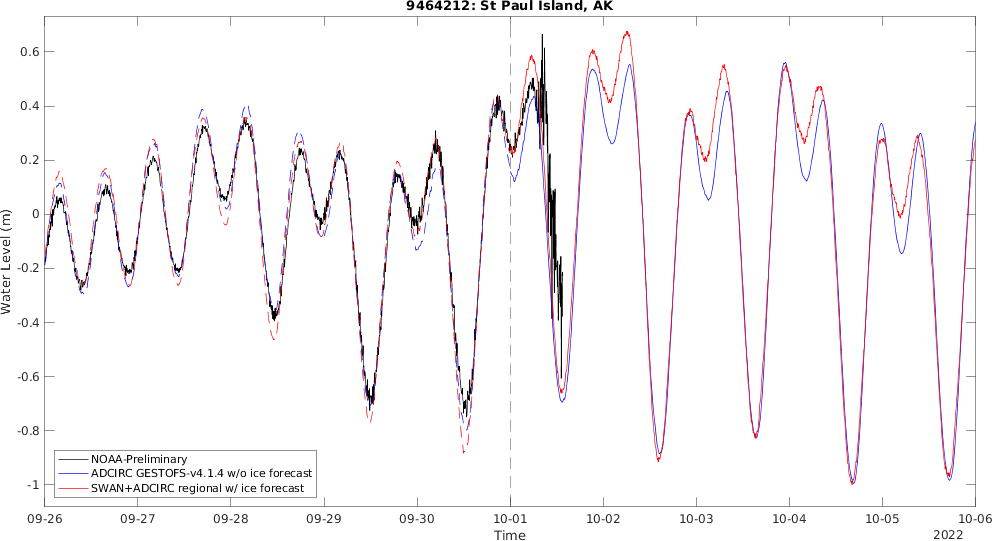 9464212: St Paul Island, AK
Water Level (m)
0.6
0.4
0.2
0
-0.2
-0.4
-0.6
-0.8
-1
NOAA-Preliminary
ADCIRC GESTOFS-v4.1.4 w/o ice forecast
SWAN+ADCIRC regional w/ ice forecast
09-26 09-27 09-28 09-29 09-30 10-01 10-02 10-03 10-04 10-05 10-06
Time
2022